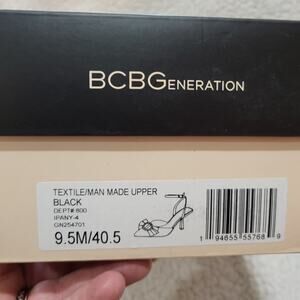 BCBGENERATION
TEXTILE/MAN MADE UPPER
BLACK
DEPT# 800
IPANY-4
GN254701
9.5M/40.5
1 94655 55768 9